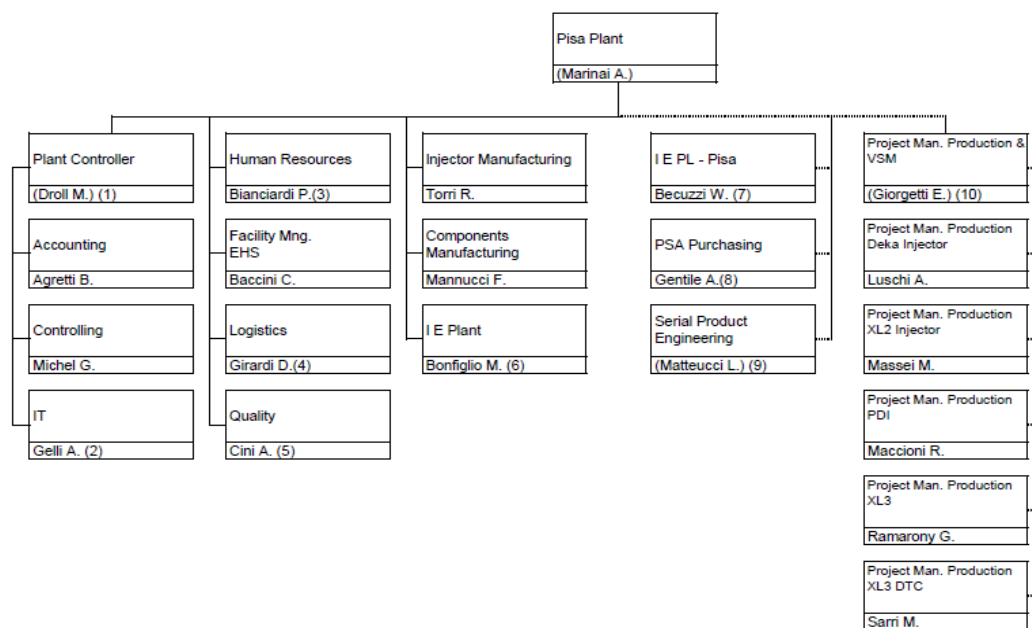 Pisa Plant
(Marinai A.)
Plant Controller
(Droll M.) (1)
Accounting
Agretti B.
Controlling
Michel G.
IT
Gelli A. (2)
Human Resources
Bianciardi P.(3)
Facility Mng.
EHS
Baccini C.
Logistics
Girardi D.(4)
Quality
Cini A. (5)
Injector Manufacturing
Torri R.
Components
Manufacturing
Mannucci F.
I E Plant
Bonfiglio M. (6)
I E PL - Pisa
Becuzzi W. (7)
PSA Purchasing
Gentile A.(8)
Serial Product
Engineering
(Matteucci L.) (9)
Project Man. Production &
VSM
(Giorgetti E.) (10)
Project Man. Production
Deka Injector
Luschi A.
Project Man. Production
XL2 Injector
Massei M.
Project Man. Production
PDI
Maccioni R.
Project Man. Production
XL3
Ramarony G.
Project Man. Production
XL3 DTC
Sarri M.